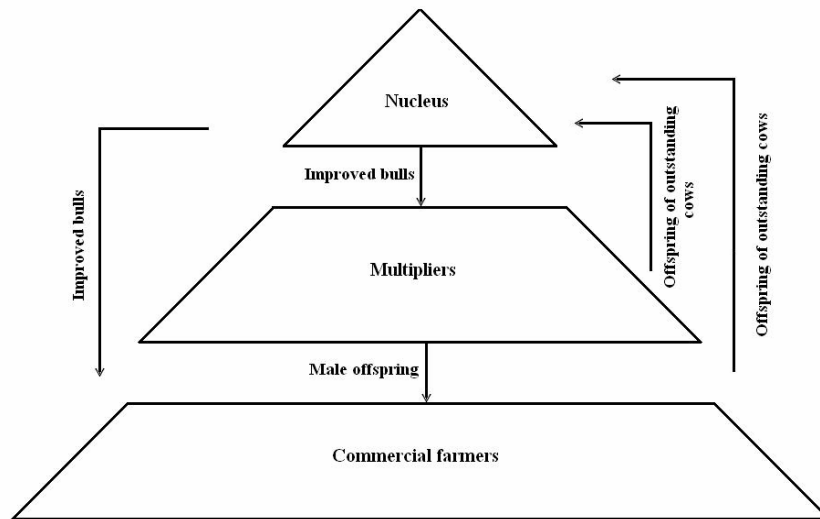 Nucleus
Improved bulls
Improved bulls
Offspring of outstanding
cows
Offspring of outstanding cows
Multipliers
Male offspring
Commercial farmers